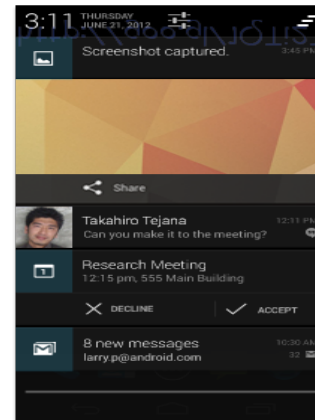 3:11 THURSDAY
JUNE 21, 2012
Screenshot captured.
3:45 PM
Share
Takahiro Tejana 12:11 PM
Can you make it to the meeting?
Research Meeting
12:15 pm, 555 Main Building
DECLINE ACCEPT
8 new messages 10:30 AM
larry.p@android.com 32